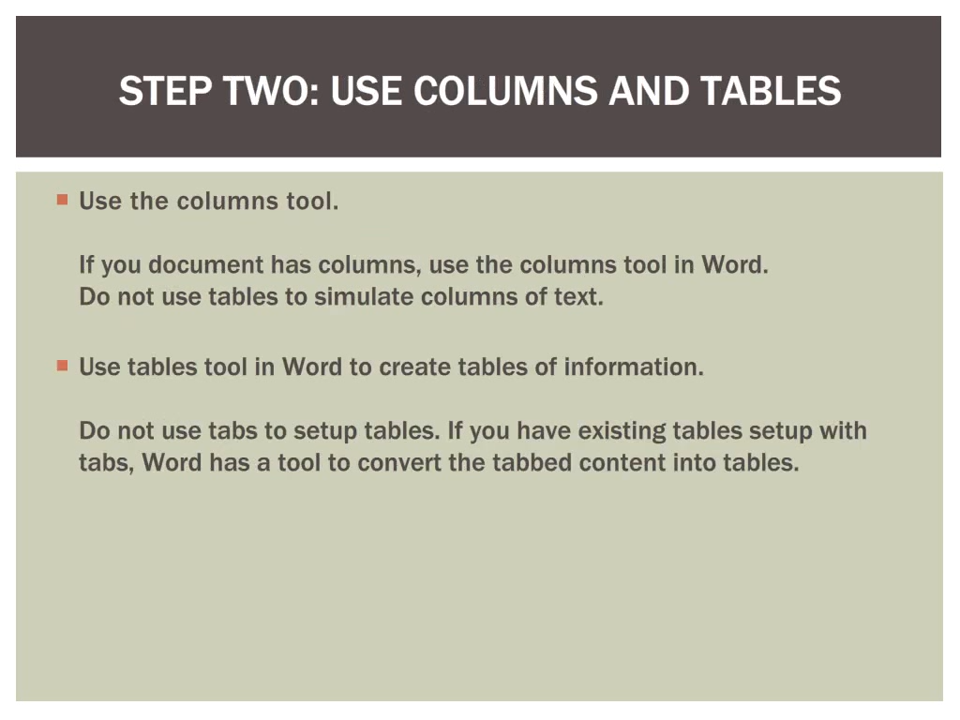 STEP TWO: USE COLUMNS AND TABLES
Use the columns tool.
If you document has columns, use the columns tool in Word.
Do not use tables to simulate columns of text.
Use tables tool in Word to create tables of information.
Do not use tabs to setup tables. If you have existing tables setup with
tabs, Word has a tool to convert the tabbed content into tables.